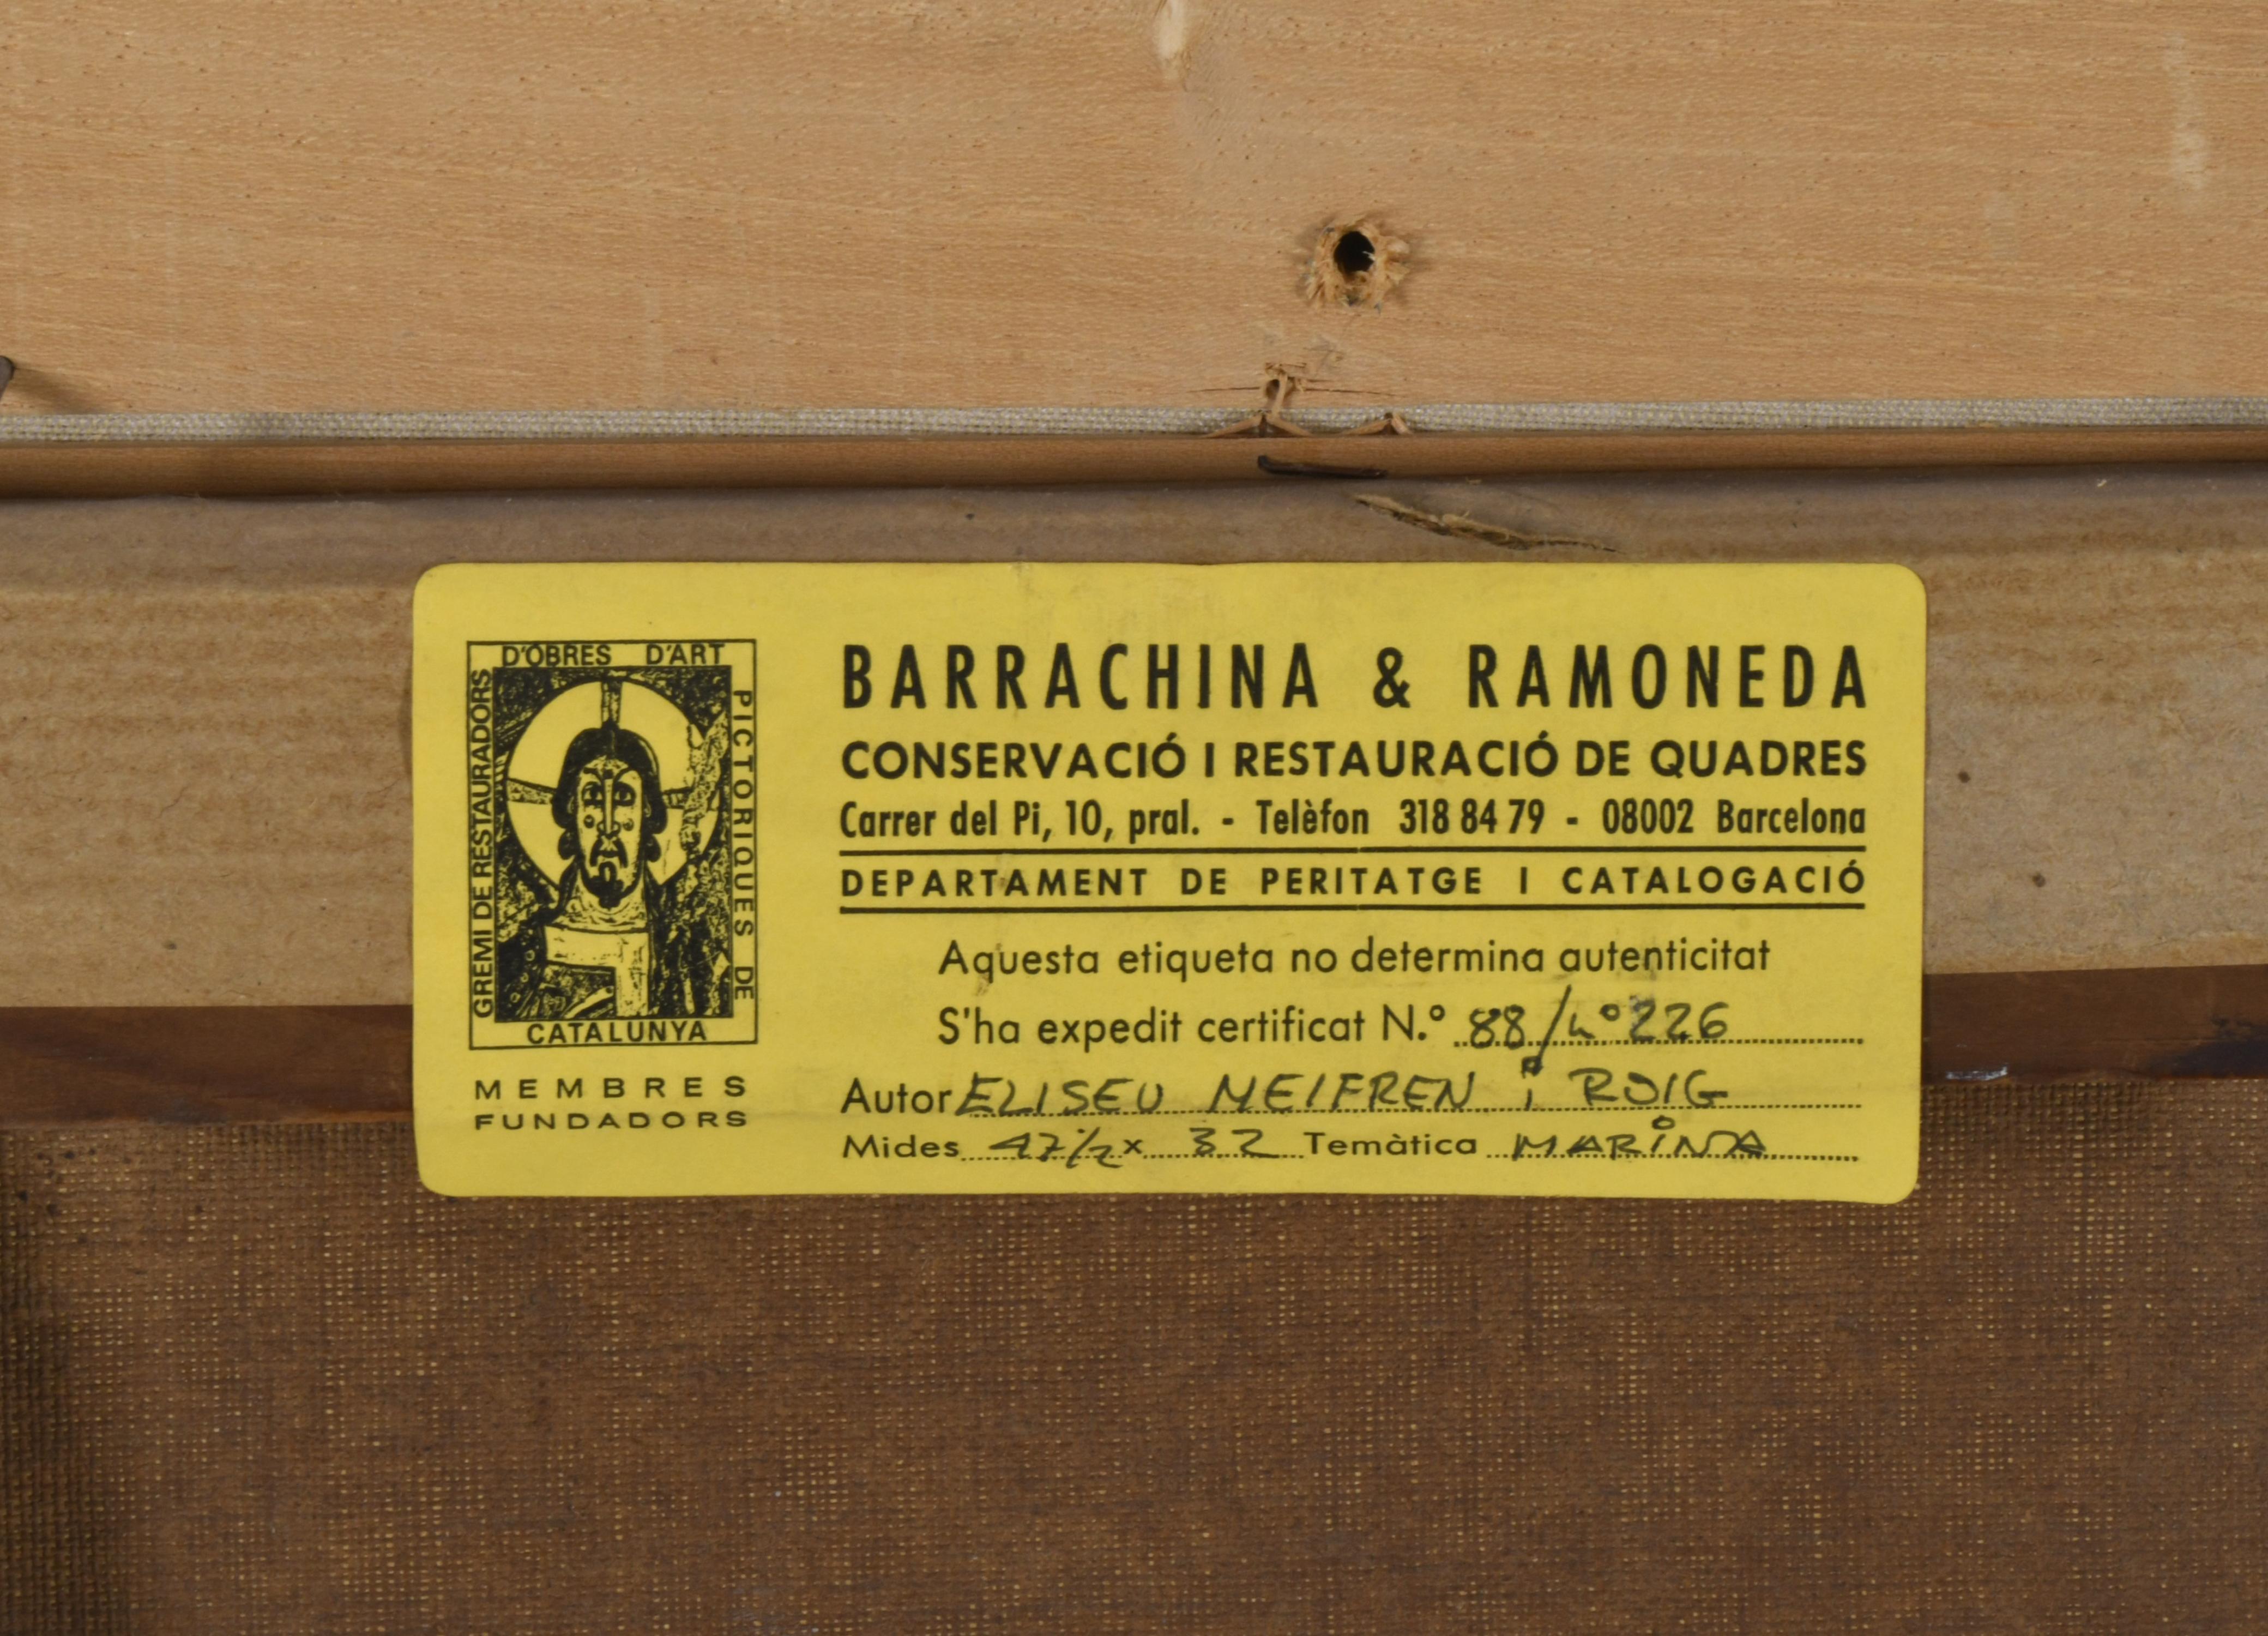 GREMI DE RESTAURADORS
D'OBRES D'ART
PICTORIQUES DE
CATALUNYA
MEMBRES
FUNDADORS
BARRACHINA & RAMONEDA
CONSERVACIÓ I RESTAURACIÓ DE QUADRES
Carrer del Pi, 10, pral. - Telèfon 318 84 79 - 08002 Barcelona
DEPARTAMENT DE PERITATGE I CATALOGACIÓ
Aquesta etiqueta no determina autenticitat
S'ha expedit certificat N.º 88/nº226
Autor ELISEU MEIFREN i ROIG
Mides 47½ x 32 Temàtica MARINA